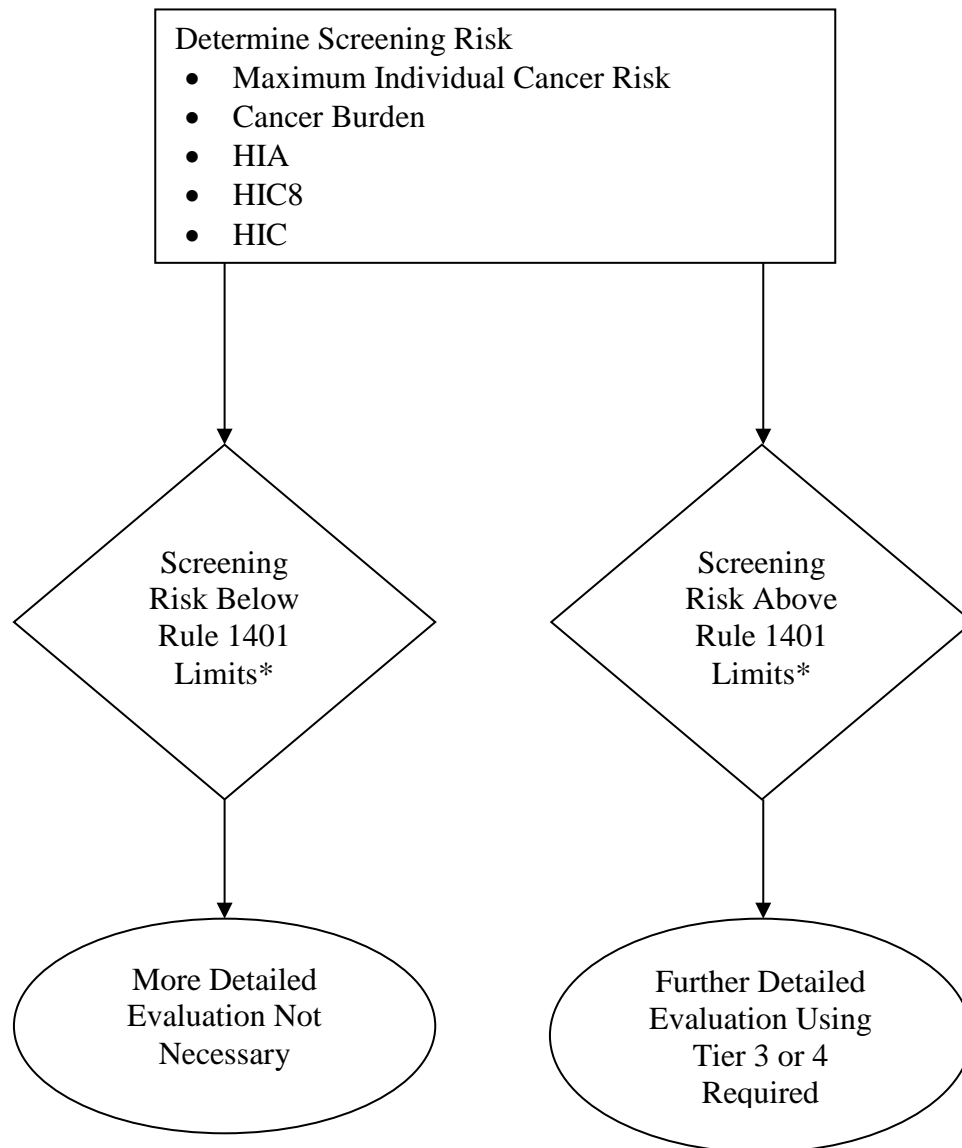 Determine Screening Risk
• Maximum Individual Cancer Risk
• Cancer Burden
• HIA
• HIC8
• HIC
Screening
Risk Below
Rule 1401
Limits*
Screening
Risk Above
Rule 1401
Limits*
More Detailed
Evaluation Not
Necessary
Further Detailed
Evaluation Using
Tier 3 or 4
Required